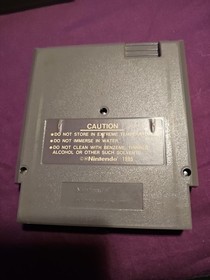 CAUTION
●DO NOT STORE IN EXTREME TEMPERATURES.
●DO NOT IMMERSE IN WATER.
●DO NOT CLEAN WITH BENZENE, THINNER,
ALCOHOL OR OTHER SUCH SOLVENTS.
Nintendo 1985